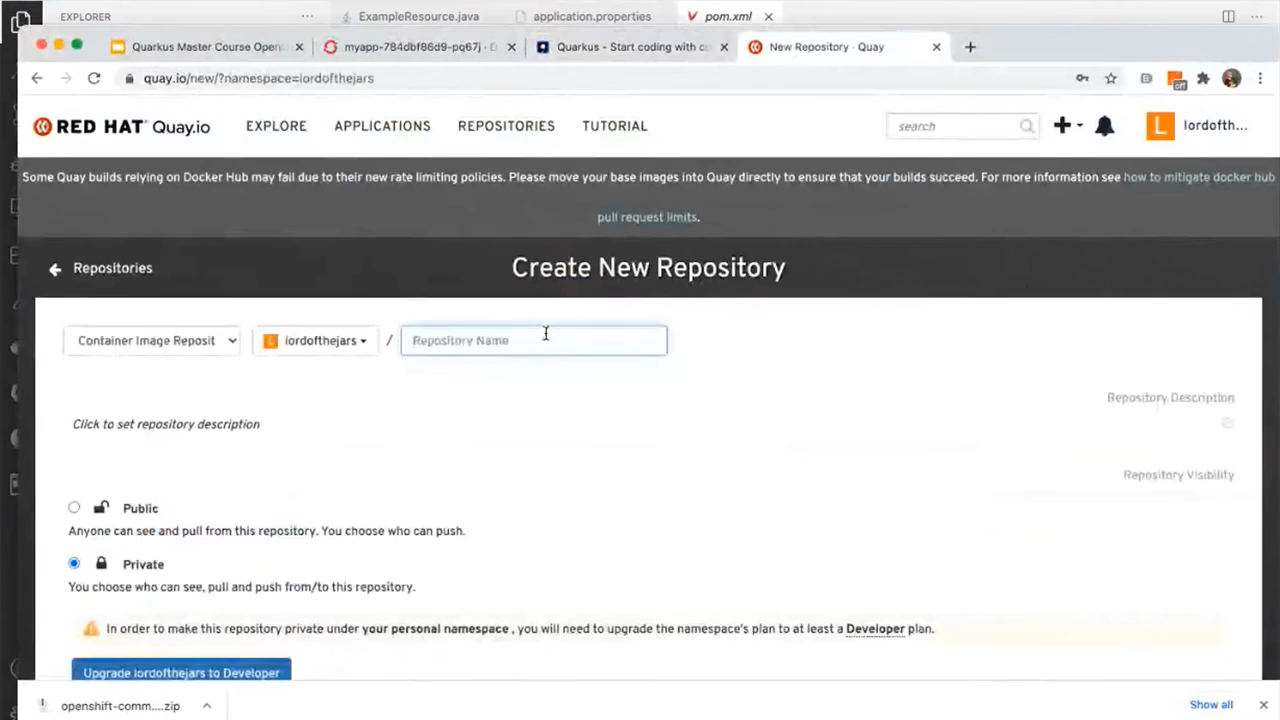 EXPLORER
ExampleResource.java
application.properties
pom.xml
Quarkus Master Course Open
myapp-784dbf86d9-pq67j · D
Quarkus - Start coding with c
New Repository · Quay
quay.io/new/?namespace=lordofthejars
off
RED HAT Quay.io
EXPLORE
APPLICATIONS
REPOSITORIES
TUTORIAL
search
L
lordofth...
Some Quay builds relying on Docker Hub may fail due to their new rate limiting policies. Please move your base images into Quay directly to ensure that your builds succeed. For more information see how to mitigate docker hub
pull request limits.
Repositories
Create New Repository
Container Image Reposit
L lordofthejars
/
Repository Name
Repository Description
Click to set repository description
Repository Visibility
Public
Anyone can see and pull from this repository. You choose who can push.
Private
You choose who can see, pull and push from/to this repository.
In order to make this repository private under your personal namespace , you will need to upgrade the namespace's plan to at least a Developer plan.
Upgrade lordofthejars to Developer
openshift-comm....zip
Show all